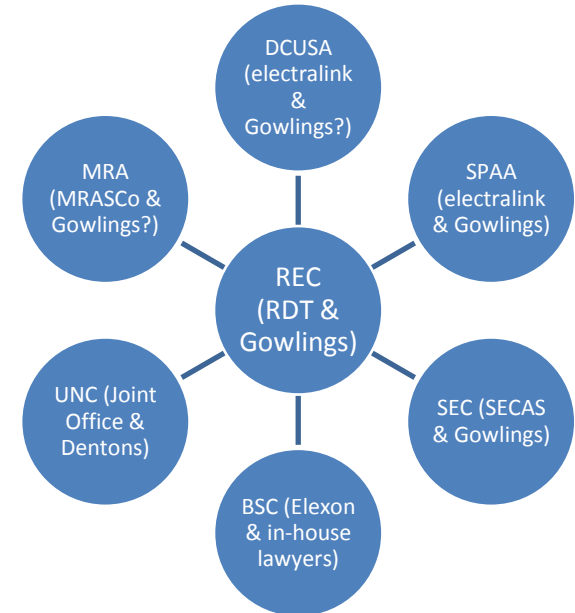 DCUSA
(electralink
&
Gowlings?)
MRA
(MRASCo &
Gowlings?)
SPAA
(electralink
& Gowlings)
REC
(RDT &
Gowlings)
UNC (Joint
Office &
Dentons)
SEC (SECAS
& Gowlings)
BSC (Elexon
& in-house
lawyers)